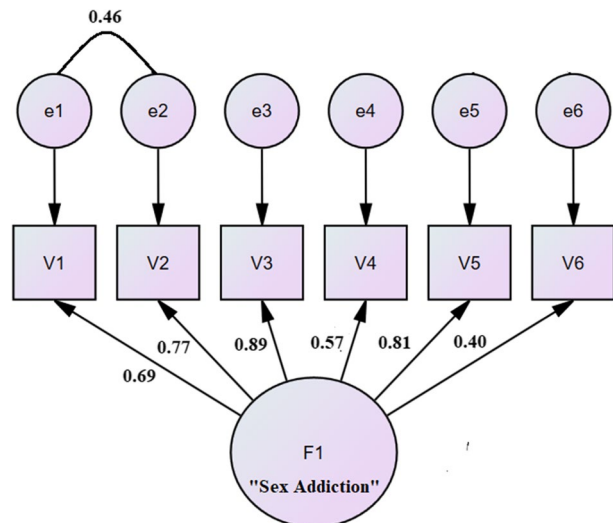 0.46
e1 e2 e3 e4 e5 e6
V1 V2 V3 V4 V5 V6
0.69 0.77 0.89 0.57 0.81 0.40
F1
"Sex Addiction"